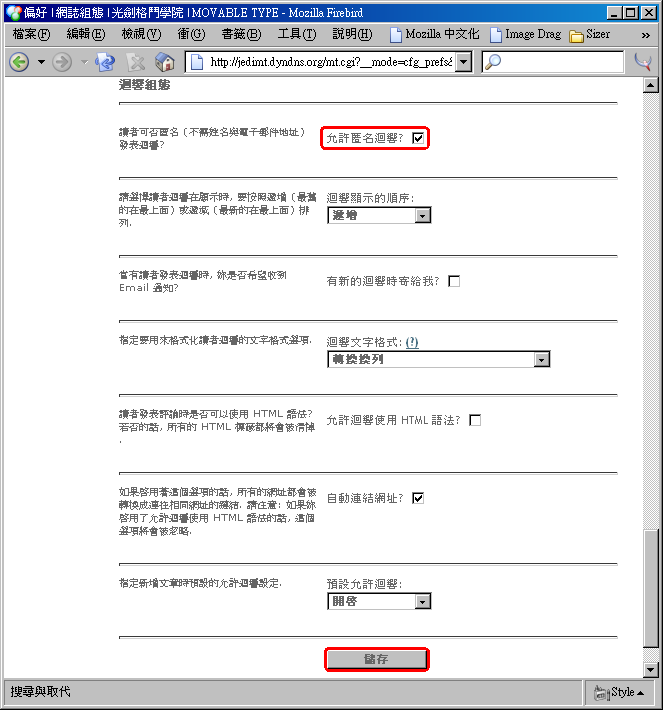 偏好 | 網誌組態 | 光劍格鬥學院 | MOVABLE TYPE - Mozilla Firebird
檔案(F) 編輯(E) 檢視(V) 衝(G) 書籤(B) 工具(T) 說明(H) Mozilla 中文化 Image Drag Sizer »
http://jedimt.dyndns.org/mt.cgi?__mode=cfg_prefs&
迴響組態
讀者可否匿名（不需姓名與電子郵件地址）
發表迴響?
允許匿名迴響?
請選擇讀者迴響在顯示時, 要按照遞增（最舊
的在最上面）或遞減（最新的在最上面）排
列.
迴響顯示的順序:
遞增
當有讀者發表迴響時, 妳是否希望收到
Email 通知?
有新的迴響時寄給我?
指定要用來格式化讀者迴響的文字格式選項.
迴響文字格式: (?)
轉換換列
讀者發表評論時是否可以使用 HTML 語法?
若否的話, 所有的 HTML 標籤都將會被清掉
.
允許迴響使用 HTML 語法?
如果啓用著這個選項的話, 所有的網址都會被
轉換成連往相同網址的鏈結. 請注意: 如果妳
啓用了允許迴響使用 HTML 語法的話, 這個
選項將會被忽略.
自動連結網址?
指定新增文章時預設的允許迴響設定.
預設允許迴響:
開啓
儲存
搜尋與取代
Style